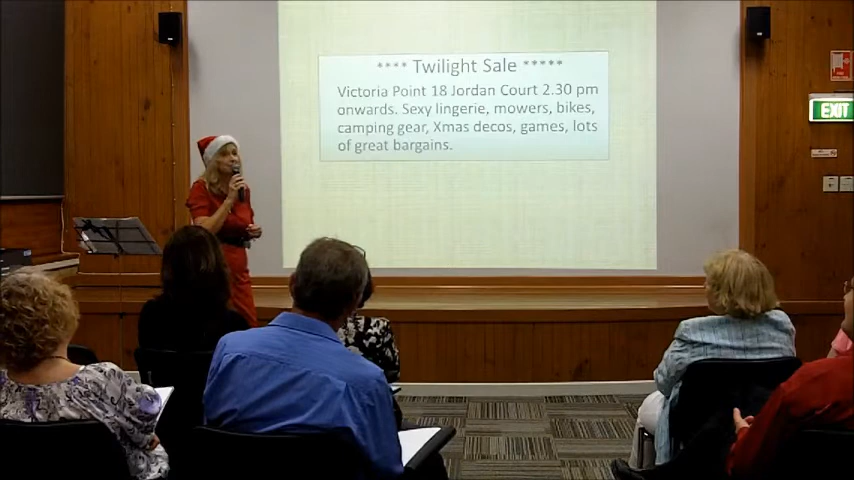 **** Twilight Sale *****
Victoria Point 18 Jordan Court 2.30 pm
onwards. Sexy lingerie, mowers, bikes,
camping gear, Xmas decos, games, lots
of great bargains.
EXIT